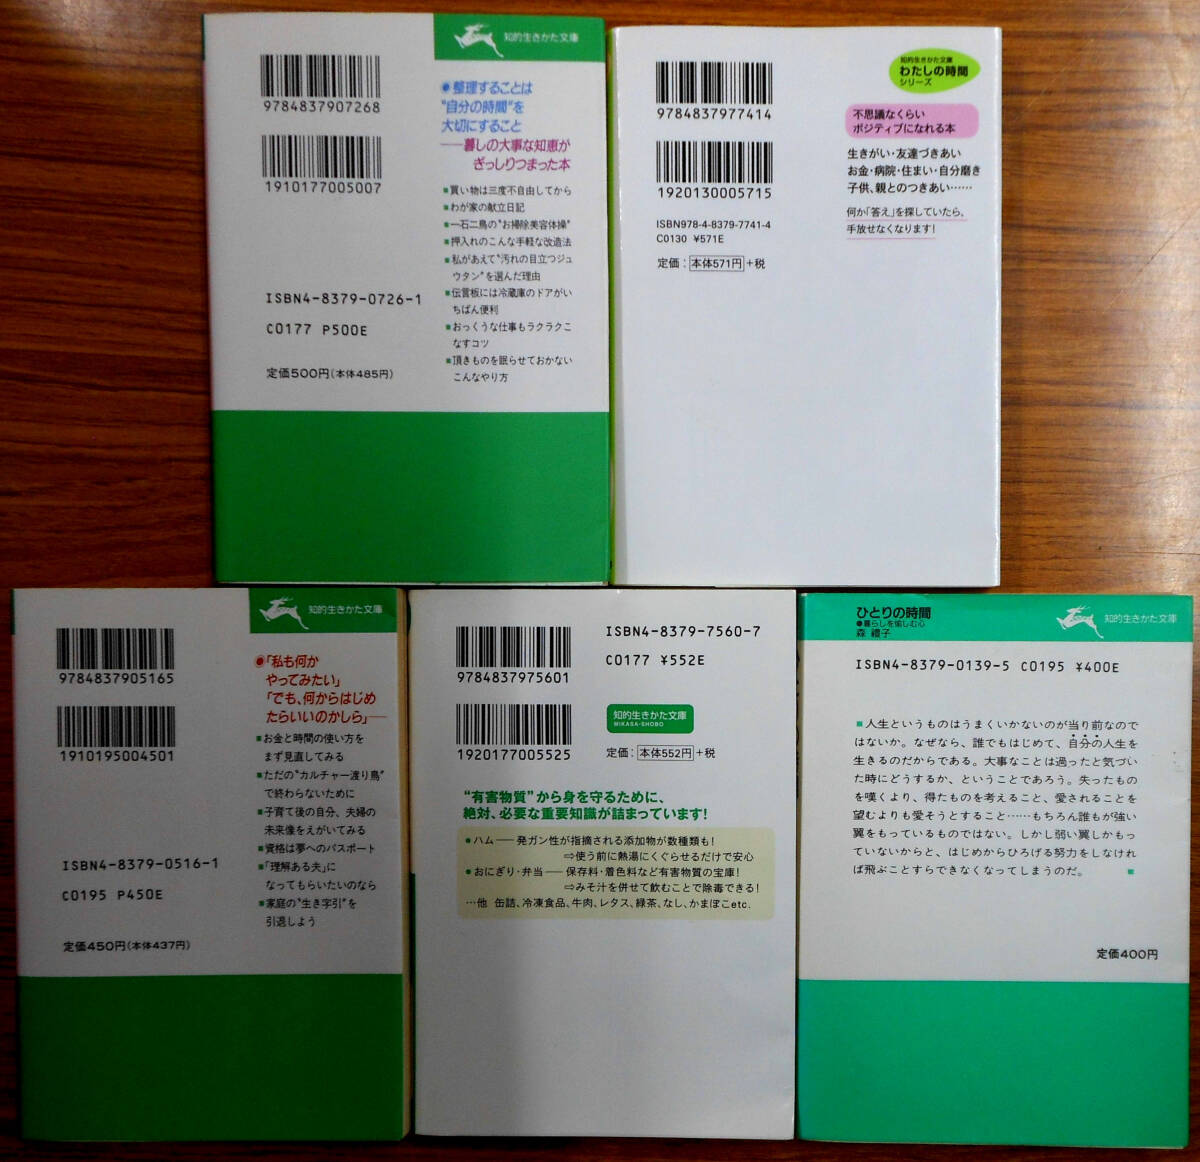 知的生きかた文庫
9784837907268
1910177005007
●整理することは
“自分の時間”を
大切にすること
――暮しの大事な知恵が
ぎっしりつまった本
■買い物は三度不自由してから
■わが家の献立日記
■一石二鳥の“お掃除美容体操”
■押入れのこんな手軽な改造法
■私があえて“汚れの目立つジュ
ウタン”を選んだ理由
■伝言板には冷蔵庫のドアがい
ちばん便利
■おっくうな仕事もラクラクこ
なすコツ
■頂きものを眠らせておかない
こんなやり方
ISBN4-8379-0726-1
C0177 P500E
定価500円(本体485円)
9784837977414
1920130005715
ISBN978-4-8379-7741-4
C0130 ¥571E
定価:本体571円+税
知的生きかた文庫
わたしの時間
シリーズ
不思議なくらい
ポジティブになれる本
生きがい・友達づきあい
お金・病院・住まい・自分磨き
子供、親とのつきあい……
何か「答え」を探していたら、
手放せなくなります!
知的生きかた文庫
9784837905165
1910195004501
●「私も何か
やってみたい」
「でも、何からはじめ
たらいいのかしら」――
■お金と時間の使い方を
まず見直してみる
■ただの“カルチャー渡り鳥”
で終わらないために
■子育て後の自分、夫婦の
未来像をえがいてみる
■資格は夢へのパスポート
■「理解ある夫」に
なってもらいたいのなら
■家庭の“生き字引”を
引退しよう
ISBN4-8379-0516-1
C0195 P450E
定価450円(本体437円)
9784837975601
1920177005525
ISBN4-8379-7560-7
C0177 ¥552E
知的生きかた文庫
MIKASA-SHOBO
定価:本体552円+税
“有害物質”から身を守るために、
絶対、必要な重要知識が詰まっています!
●ハム――発ガン性が指摘される添加物が数種類も!
⇨使う前に熱湯にくぐらせるだけで安心
●おにぎり・弁当――保存料・着色料など有害物質の宝庫!
⇨みそ汁を併せて飲むことで除毒できる!
…他 缶詰、冷凍食品、牛肉、レタス、緑茶、なし、かまぼこetc.
ひとりの時間
●暮らしを愉しむ心
森 禮子
知的生きかた文庫
ISBN4-8379-0139-5 C0195 ¥400E
■人生というものはうまくいかないのが当り前なので
はないか。なぜなら、誰でもはじめて、自分の人生を
生きるのだからである。大事なことは過ったと気づい
た時にどうするか、ということであろう。失ったもの
を嘆くより、得たものを考えること、愛されることを
望むよりも愛そうとすること……もちろん誰もが強い
翼をもっているものではない。しかし弱い翼しかもっ
ていないからと、はじめからひろげる努力をしなけれ
ば飛ぶことすらできなくなってしまうのだ。■
定価400円